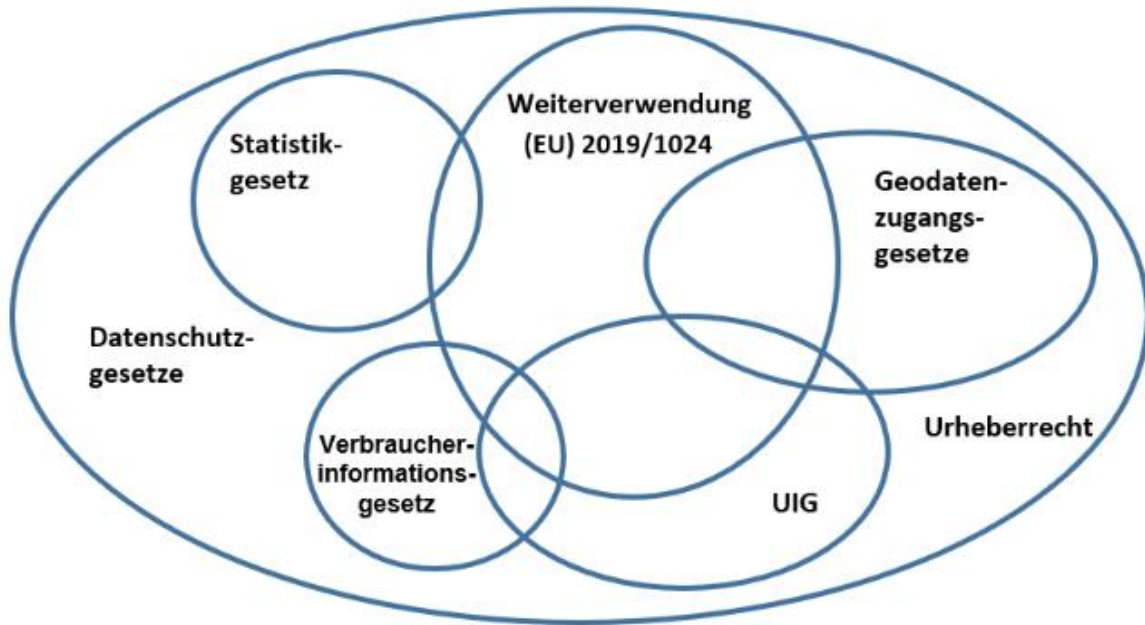 Weiterverwendung
(EU) 2019/1024
Statistik-
gesetz
Geodaten-
zugangs-
gesetze
Datenschutz-
gesetze
Urheberrecht
Verbraucher-
informations-
gesetz
UIG